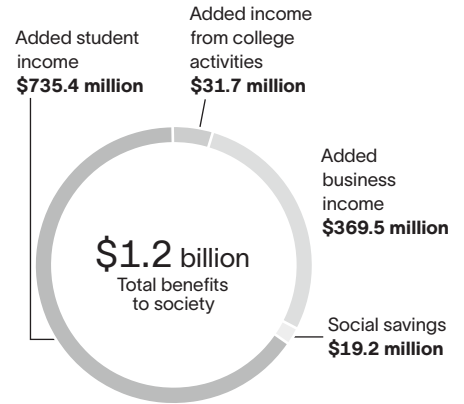 Added student
income
$735.4 million
Added income
from college
activities
$31.7 million
Added
business
income
$369.5 million
$1.2 billion
Total benefits
to society
Social savings
$19.2 million